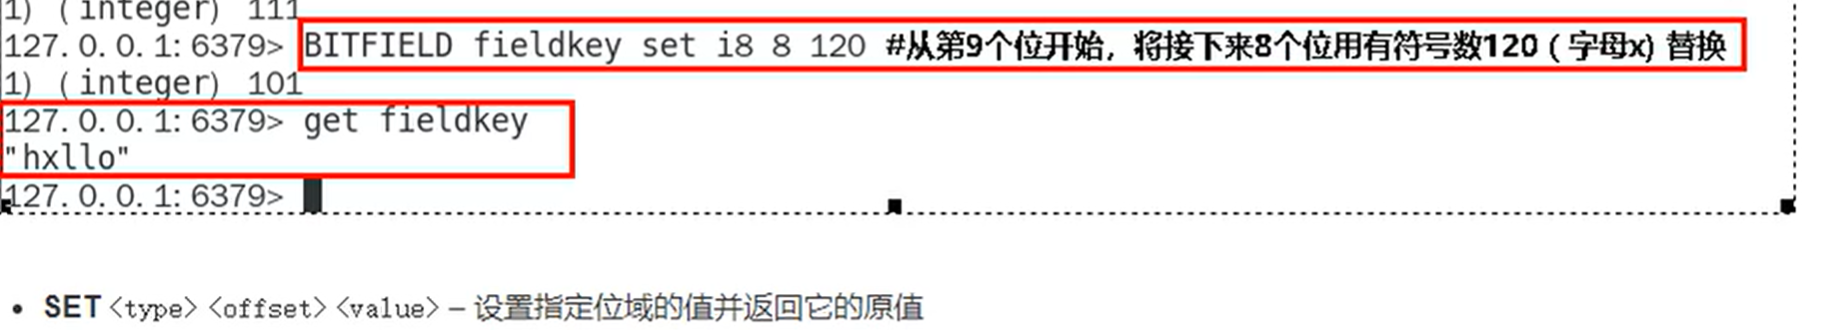 1) (integer) 111
127.0.0.1:6379> BITFIELD fieldkey set i8 8 120 #从第9个位开始，将接下来8个位用有符号数120（字母x）替换
1) (integer) 101
127.0.0.1:6379> get fieldkey
"hxllo"
127.0.0.1:6379>
• SET <type> <offset> <value> – 设置指定位域的值并返回它的原值